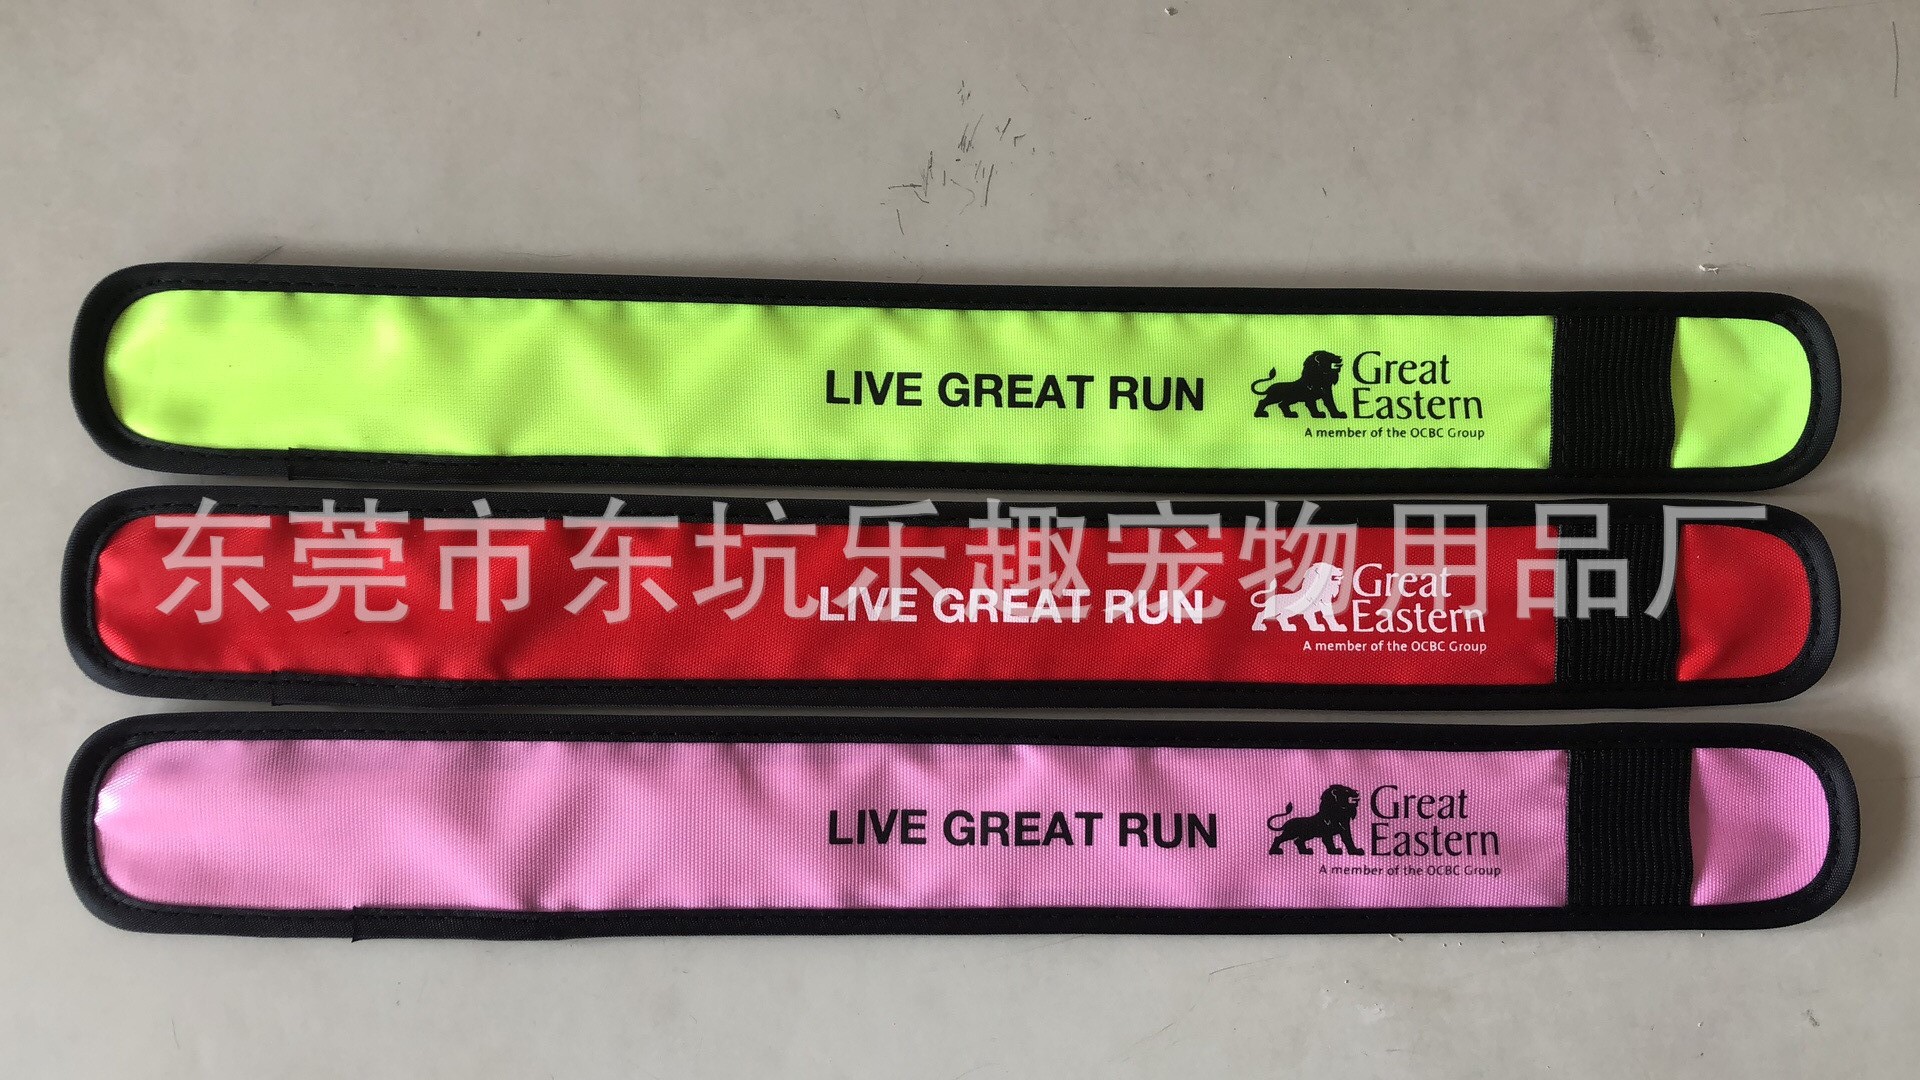 LIVE GREAT RUN
Great
Eastern
A member of the OCBC Group
东莞市东坑乐趣宠物用品厂
LIVE GREAT RUN
Great
Eastern
A member of the OCBC Group
LIVE GREAT RUN
Great
Eastern
A member of the OCBC Group